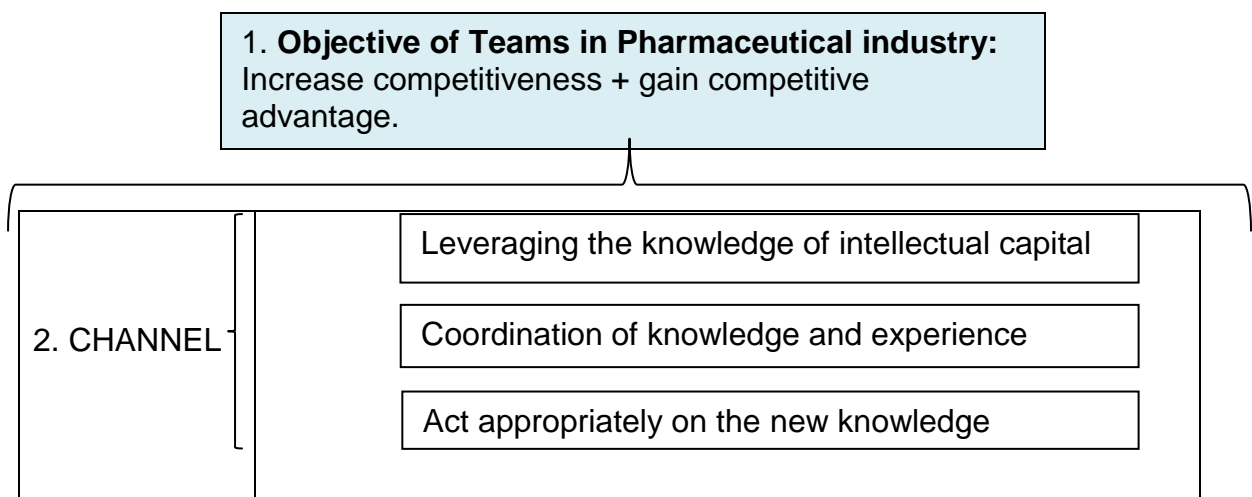 1. Objective of Teams in Pharmaceutical industry:
Increase competitiveness + gain competitive
advantage.
Leveraging the knowledge of intellectual capital
2. CHANNEL
Coordination of knowledge and experience
Act appropriately on the new knowledge